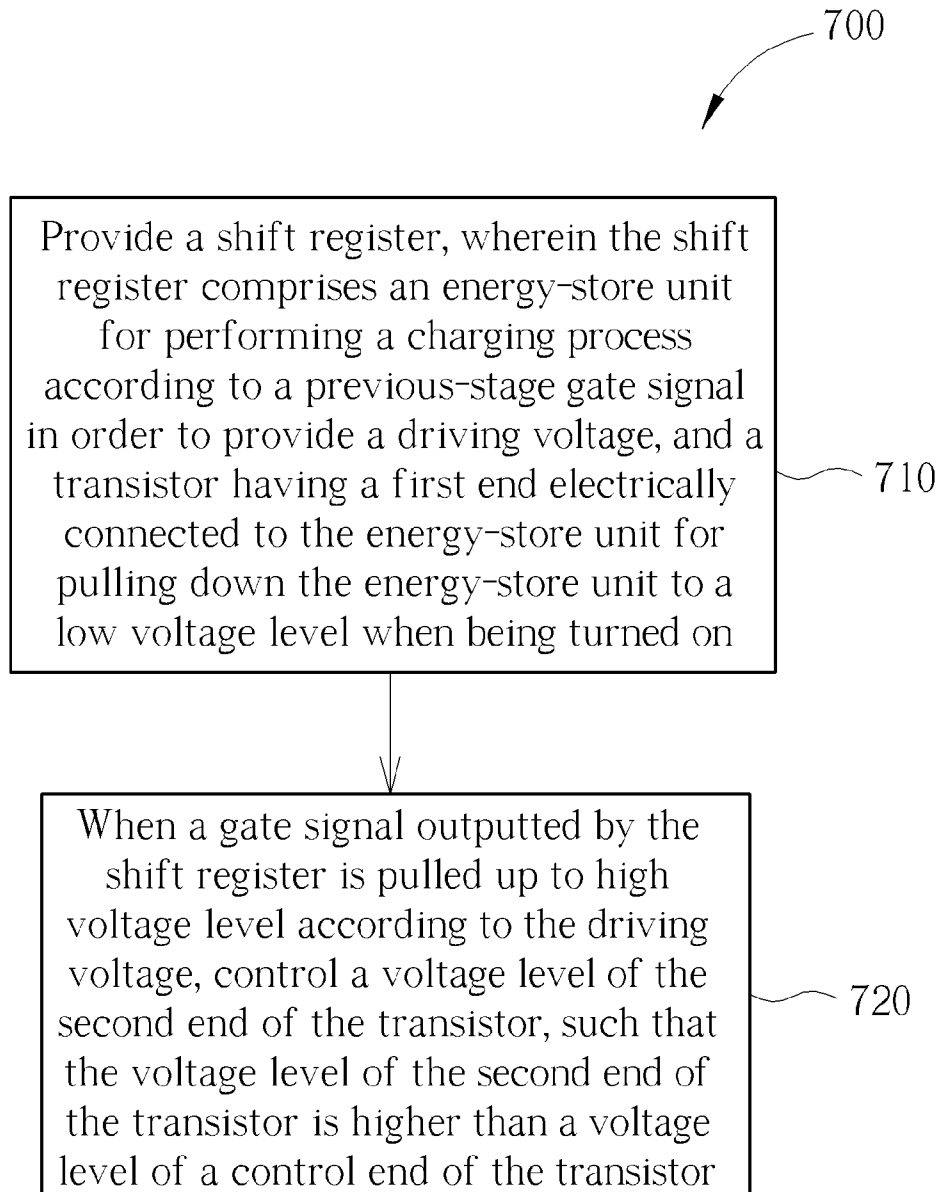 700
Provide a shift register, wherein the shift
register comprises an energy-store unit
for performing a charging process
according to a previous-stage gate signal
in order to provide a driving voltage, and a
transistor having a first end electrically
connected to the energy-store unit for
pulling down the energy-store unit to a
low voltage level when being turned on
710
When a gate signal outputted by the
shift register is pulled up to high
voltage level according to the driving
voltage, control a voltage level of the
second end of the transistor, such that
the voltage level of the second end of
the transistor is higher than a voltage
level of a control end of the transistor
720